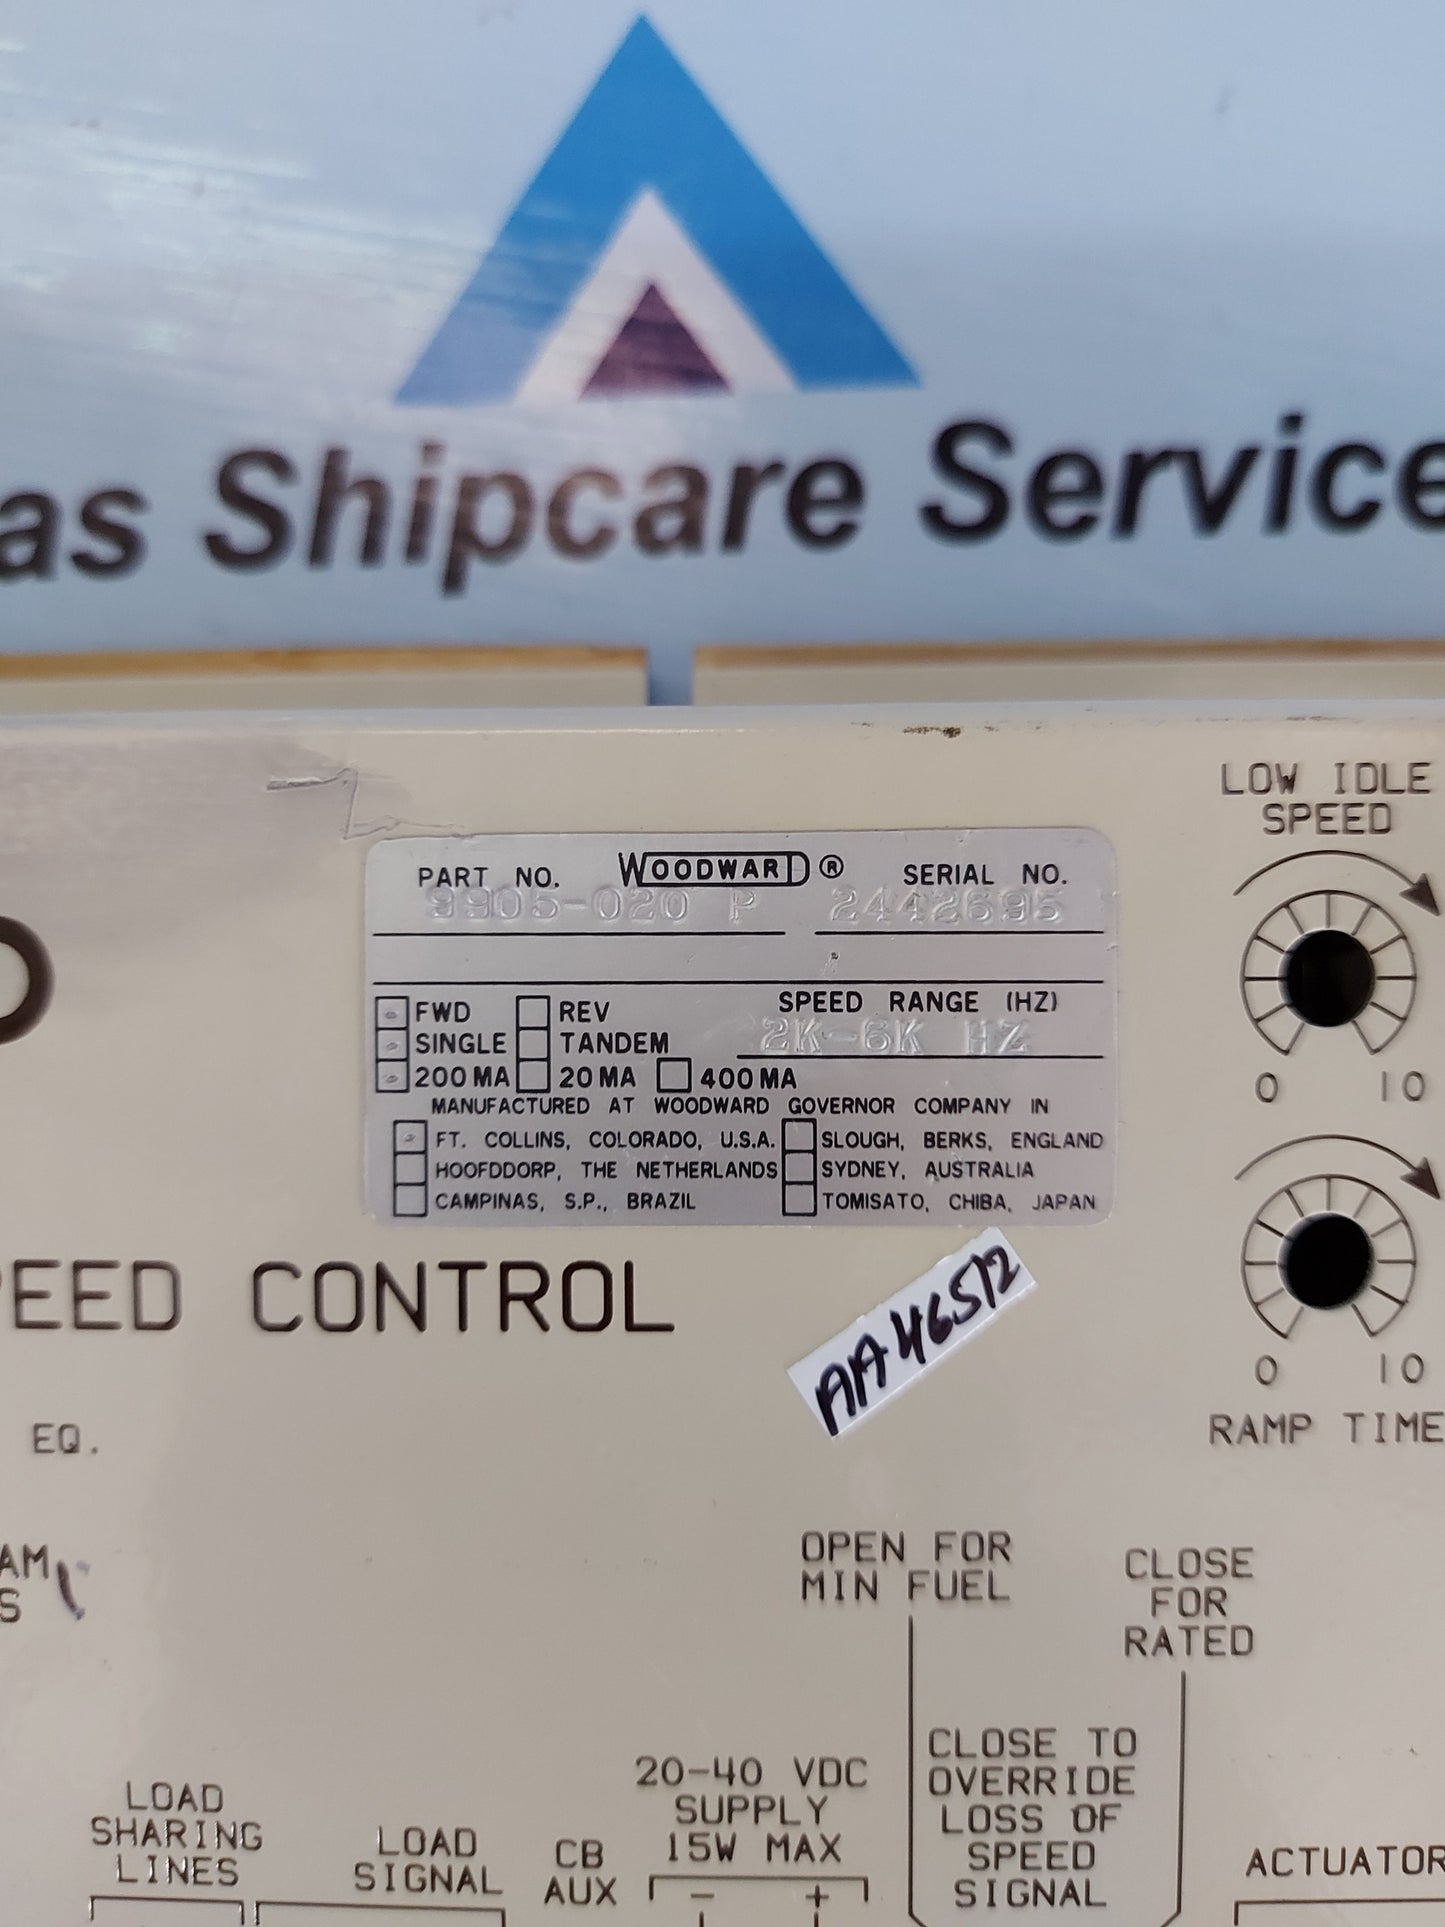 as Shipcare Service
LOW IDLE
SPEED
PART NO. WOODWARD® SERIAL NO.
9905-020 P 2442695
FWD REV SPEED RANGE (HZ)
SINGLE TANDEM 2K-6K HZ
200 MA 20 MA 400 MA
MANUFACTURED AT WOODWARD GOVERNOR COMPANY IN
FT. COLLINS, COLORADO, U.S.A. SLOUGH, BERKS, ENGLAND
HOOFDDORP, THE NETHERLANDS SYDNEY, AUSTRALIA
CAMPINAS, S.P., BRAZIL TOMISATO, CHIBA, JAPAN
0 10
EED CONTROL
AA46512
0 10
RAMP TIME
EQ.
AM
S
OPEN FOR
MIN FUEL
CLOSE
FOR
RATED
LOAD
SHARING
LINES
LOAD
SIGNAL
CB
AUX
20-40 VDC
SUPPLY
15W MAX
- +
CLOSE TO
OVERRIDE
LOSS OF
SPEED
SIGNAL
ACTUATOR